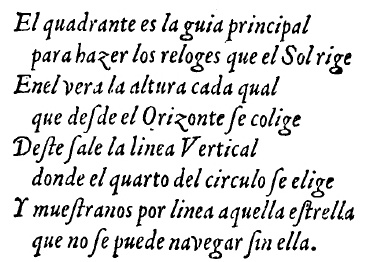 El quadrante es la guia principal
para hazer los reloges que el Sol rige
Enel vera la altura cada qual
que deſde el Orizonte ſe colige
Deſte ſale la linea Vertical
donde el quarto del circulo ſe elige
Y mueſtranos por linea aquella eſtrella
que no ſe puede navegar ſin ella.